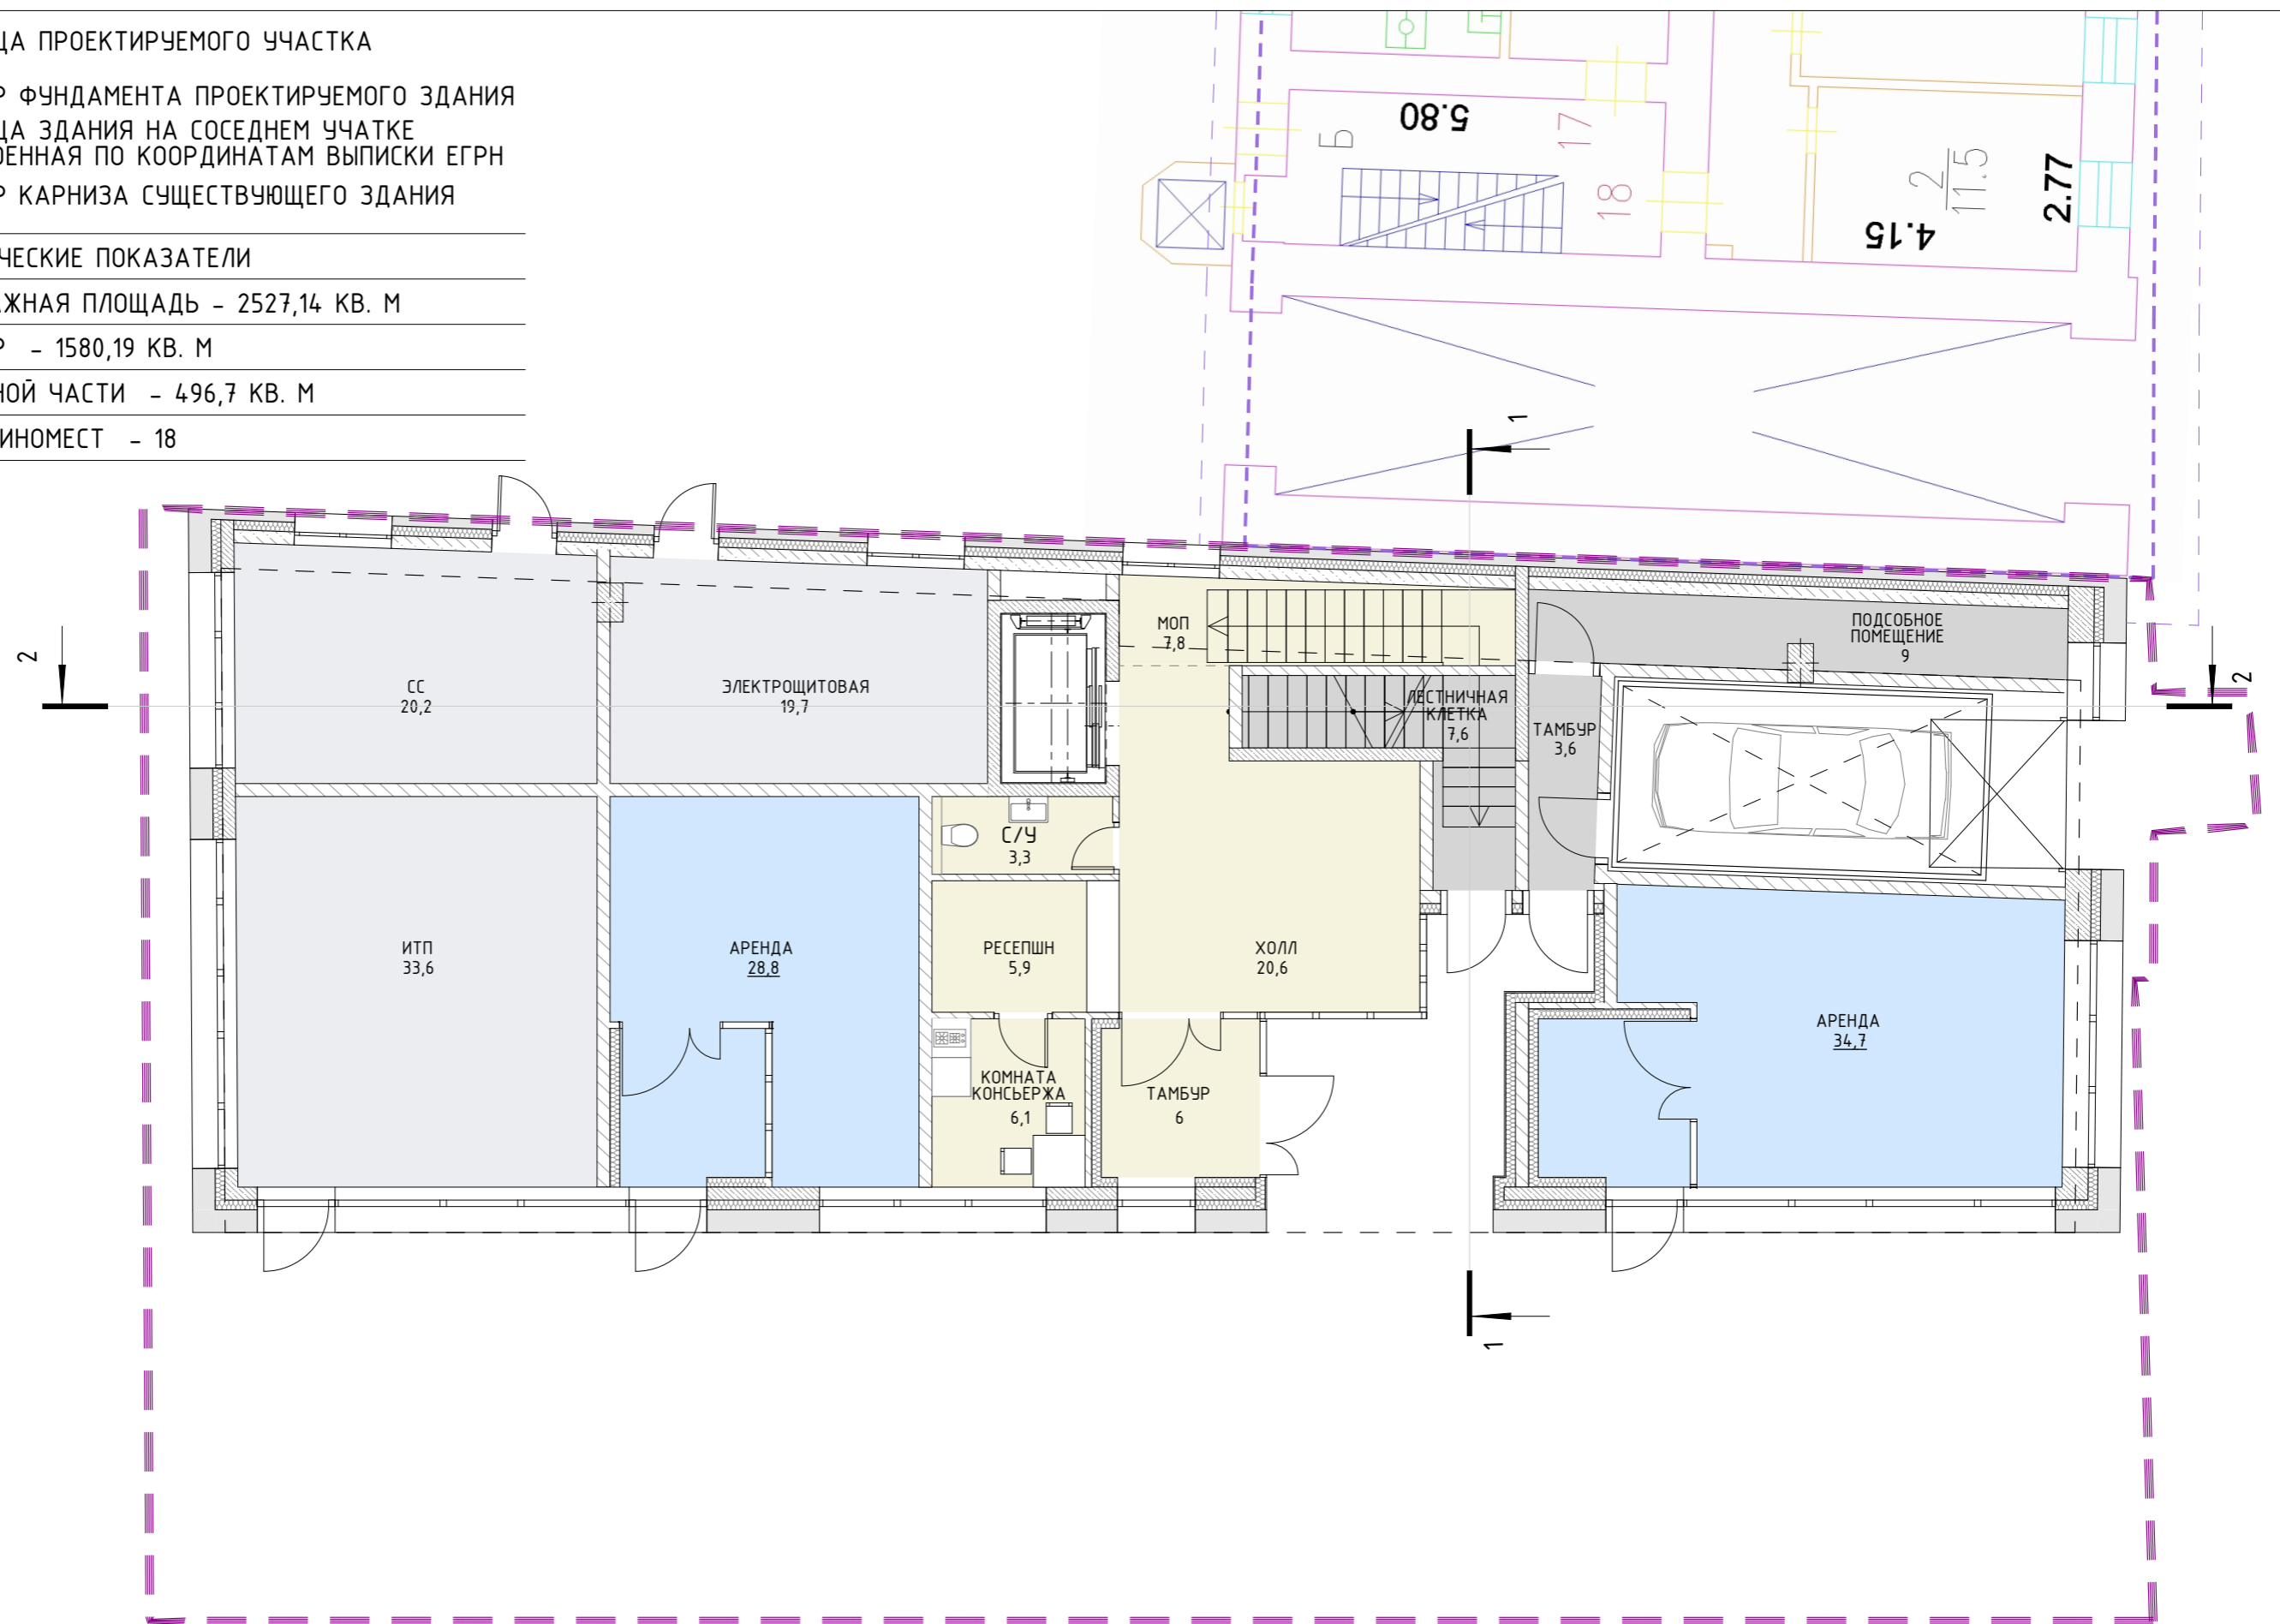 ЦА ПРОЕКТИРУЕМОГО УЧАСТКА
Р ФУНДАМЕНТА ПРОЕКТИРУЕМОГО ЗДАНИЯ
ЦА ЗДАНИЯ НА СОСЕДНЕМ УЧАТКЕ
ОЕННАЯ ПО КООРДИНАТАМ ВЫПИСКИ ЕГРН
Р КАРНИЗА СУЩЕСТВУЮЩЕГО ЗДАНИЯ
ЧЕСКИЕ ПОКАЗАТЕЛИ
АЖНАЯ ПЛОЩАДЬ - 2527,14 КВ. М
Р - 1580,19 КВ. М
НОЙ ЧАСТИ - 496,7 КВ. М
ИНОМЕСТ - 18
5.80
Б
17
18
2
11.5
2.77
4.15
1
2
МОП
7,8
ПОДСОБНОЕ
ПОМЕЩЕНИЕ
9
2
СС
20,2
ЭЛЕКТРОЩИТОВАЯ
19,7
ЛЕСТНИЧНАЯ
КЛЕТКА
7,6
ТАМБУР
3,6
С/У
3,3
ИТП
33,6
АРЕНДА
28,8
РЕСЕПШН
5,9
ХОЛЛ
20,6
АРЕНДА
34,7
КОМНАТА
КОНСЬЕРЖА
6,1
ТАМБУР
6
1